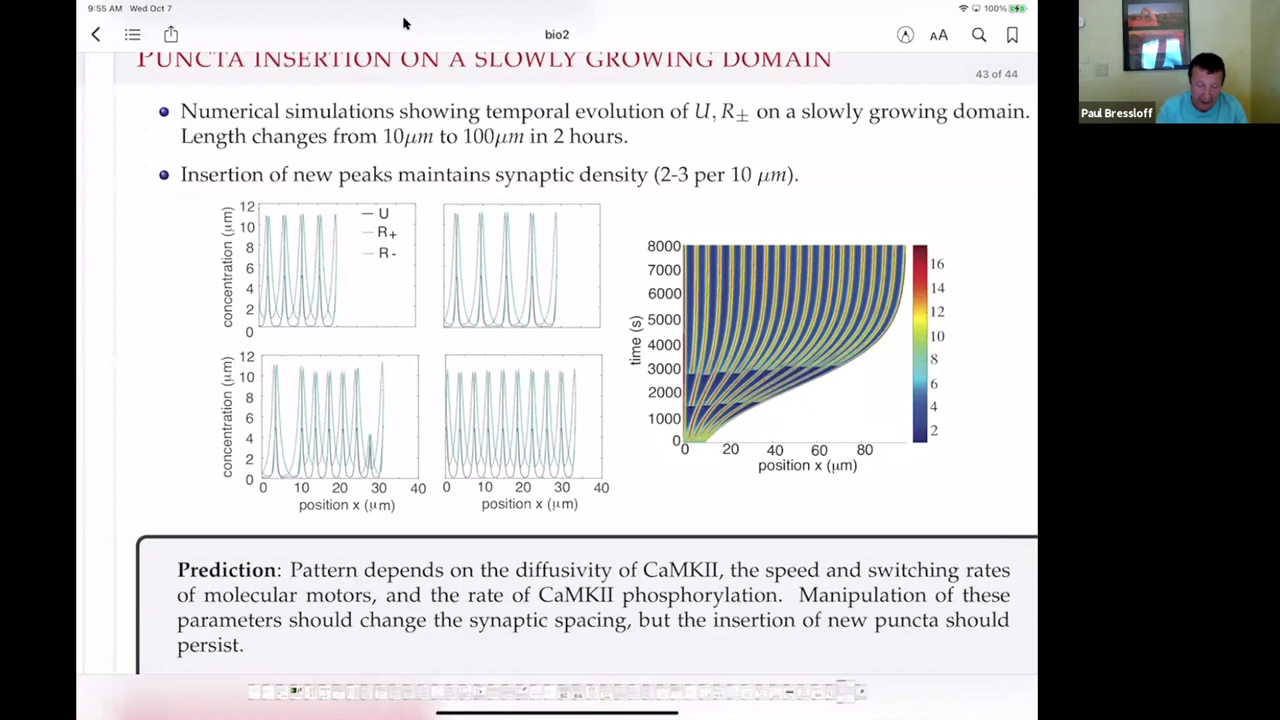 9:55 AM Wed Oct 7
100%
bio2
AA
PUNCTA INSERTION ON A SLOWLY GROWING DOMAIN
43 of 44
Paul Bressloff
Numerical simulations showing temporal evolution of U, R± on a slowly growing domain.
Length changes from 10μm to 100μm in 2 hours.
Insertion of new peaks maintains synaptic density (2-3 per 10 μm).
concentration (μm)
12
10
8
6
4
2
0
U
R+
R-
concentration (μm)
12
10
8
6
4
2
0
0 10 20 30 40
position x (μm)
0 10 20 30 40
position x (μm)
time (s)
8000
7000
6000
5000
4000
3000
2000
1000
0
0 20 40 60 80
position x (μm)
16
14
12
10
8
6
4
2
Prediction: Pattern depends on the diffusivity of CaMKII, the speed and switching rates
of molecular motors, and the rate of CaMKII phosphorylation. Manipulation of these
parameters should change the synaptic spacing, but the insertion of new puncta should
persist.